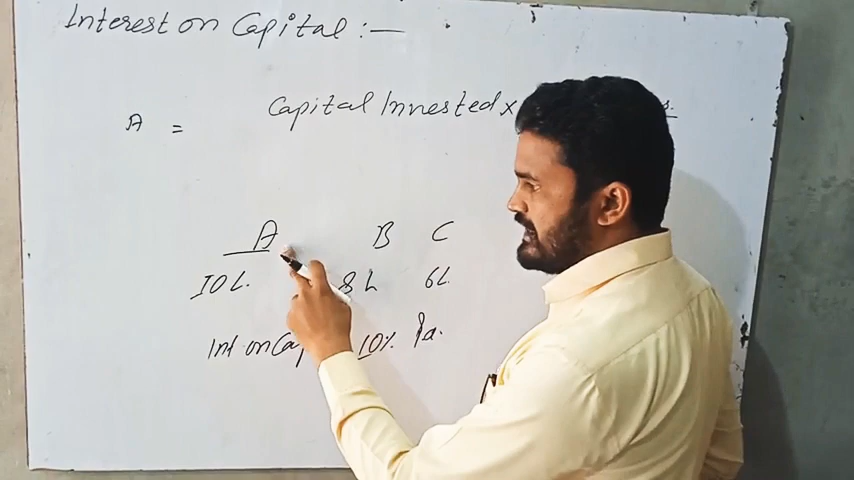 Interest on Capital :—
A = Capital Invested x
A B C
10L. 8L 6L.
Int. on Cap 10% Pa.